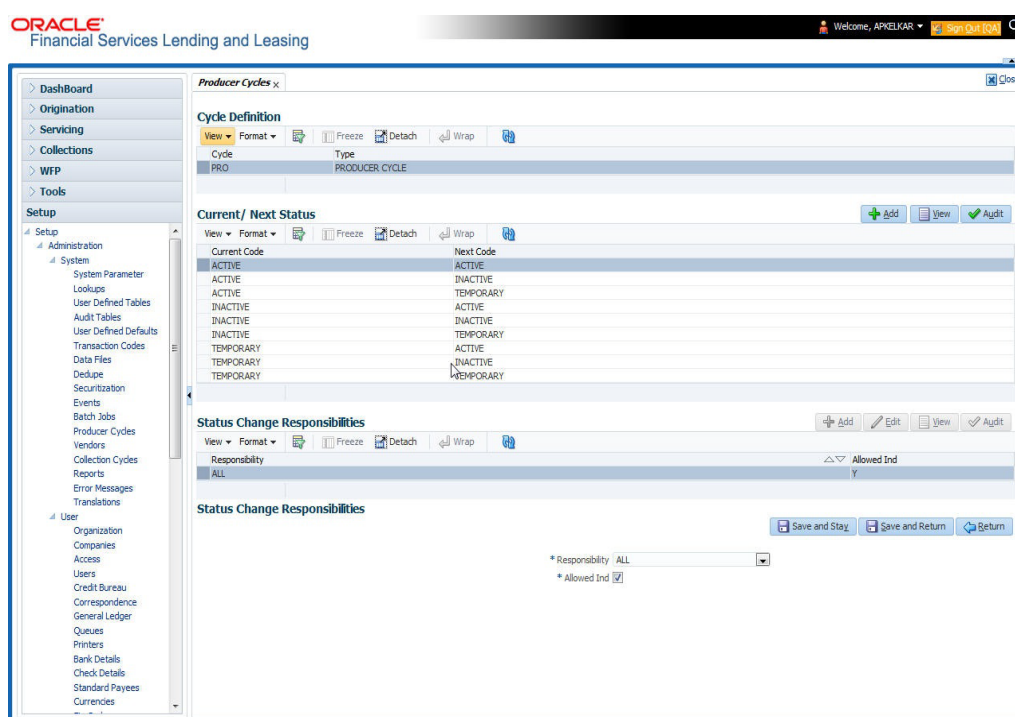 ORACLE
Financial Services Lending and Leasing
Welcome, APKELKAR
Sign Out [QA]
DashBoard
Origination
Servicing
Collections
WFP
Tools
Setup
Setup
Administration
System
System Parameter
Lookups
User Defined Tables
Audit Tables
User Defined Defaults
Transaction Codes
Data Files
Dedupe
Securitization
Events
Batch Jobs
Producer Cycles
Vendors
Collection Cycles
Reports
Error Messages
Translations
User
Organization
Companies
Access
Users
Credit Bureau
Correspondence
General Ledger
Queues
Printers
Bank Details
Check Details
Standard Payees
Currencies
Producer Cycles x
Clos
Cycle Definition
View Format Freeze Detach Wrap
Cycle Type
PRO PRODUCER CYCLE
Current/ Next Status
Add View Audit
View Format Freeze Detach Wrap
Current Code Next Code
ACTIVE ACTIVE
ACTIVE INACTIVE
ACTIVE TEMPORARY
INACTIVE ACTIVE
INACTIVE INACTIVE
INACTIVE TEMPORARY
TEMPORARY ACTIVE
TEMPORARY INACTIVE
TEMPORARY TEMPORARY
Status Change Responsibilities
Add Edit View Audit
View Format Freeze Detach Wrap
Responsibility Allowed Ind
ALL Y
Status Change Responsibilities
Save and Stay Save and Return Return
* Responsibility ALL
* Allowed Ind